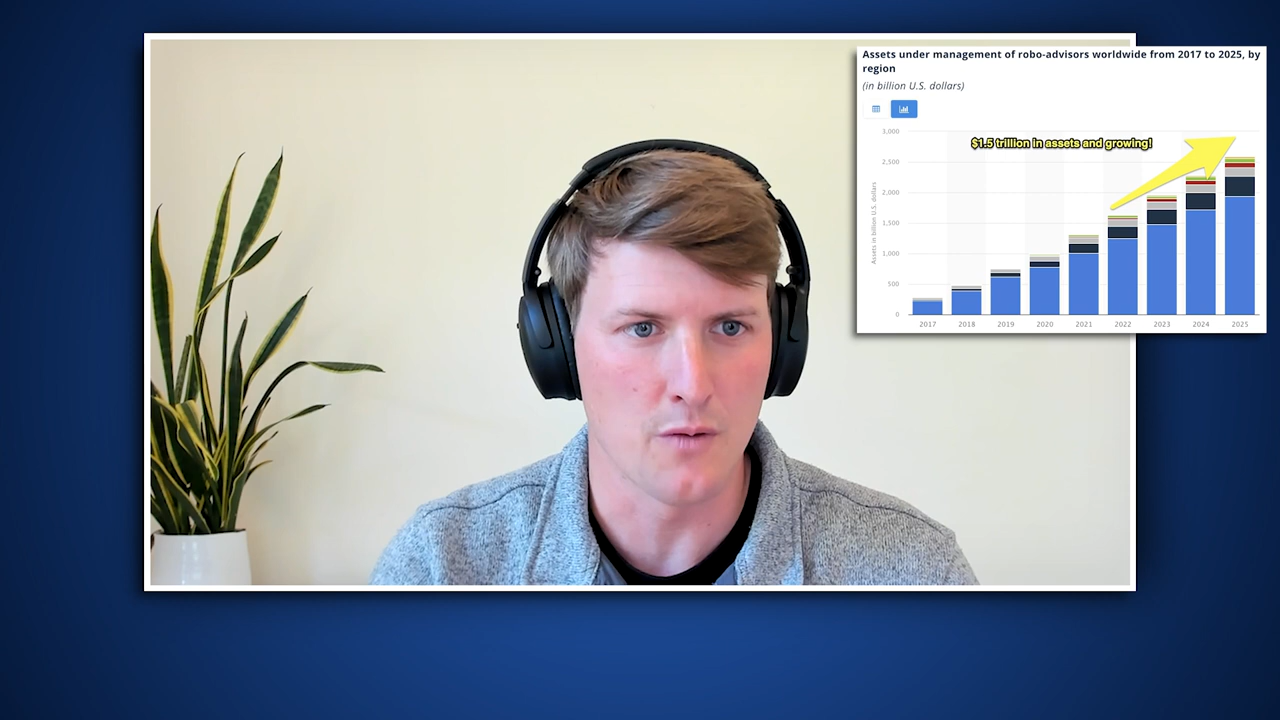 Assets under management of robo-advisors worldwide from 2017 to 2025, by
region
(in billion U.S. dollars)
$1.5 trillion in assets and growing!
Assets in billion U.S. dollars
3,000
2,500
2,000
1,500
1,000
500
0
2017 2018 2019 2020 2021 2022 2023 2024 2025